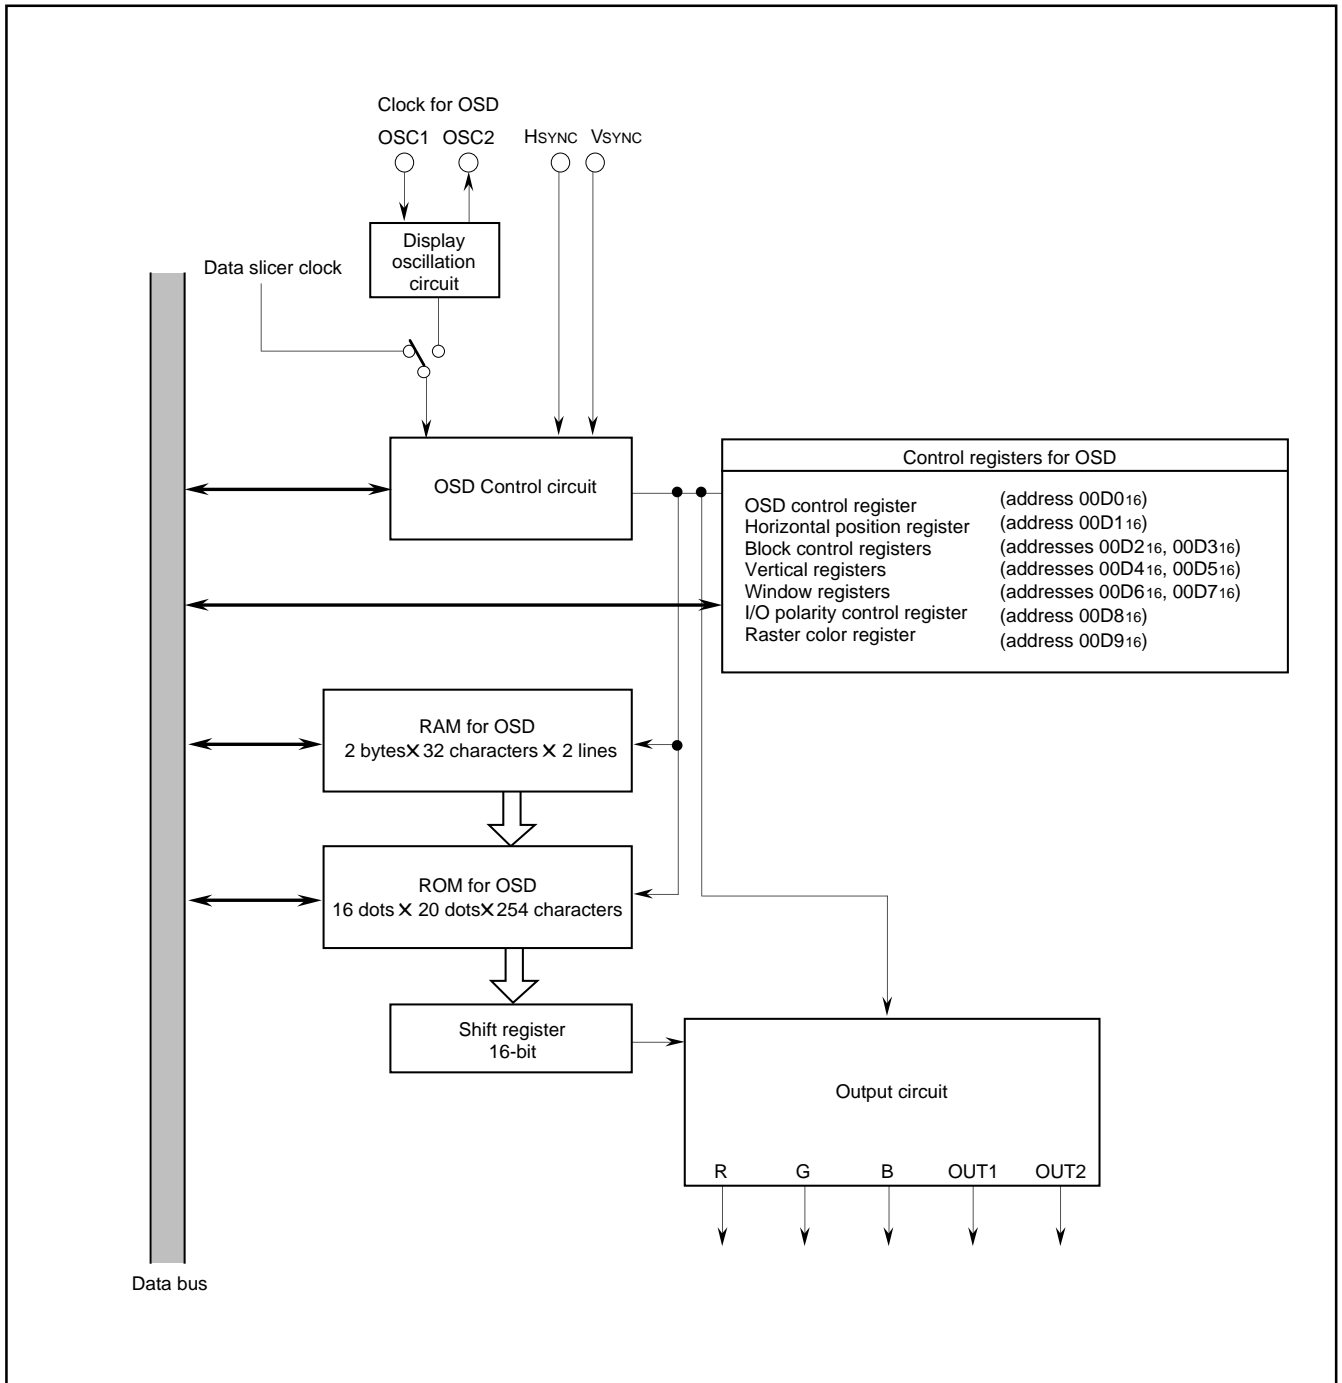 Clock for OSD
OSC1 OSC2 HSYNC VSYNC
Display
oscillation
circuit
Data slicer clock
OSD Control circuit
Control registers for OSD
OSD control register (address 00D016)
Horizontal position register (address 00D116)
Block control registers (addresses 00D216, 00D316)
Vertical registers (addresses 00D416, 00D516)
Window registers (addresses 00D616, 00D716)
I/O polarity control register (address 00D816)
Raster color register (address 00D916)
RAM for OSD
2 bytes × 32 characters × 2 lines
ROM for OSD
16 dots × 20 dots × 254 characters
Shift register
16-bit
Output circuit
R G B OUT1 OUT2
Data bus